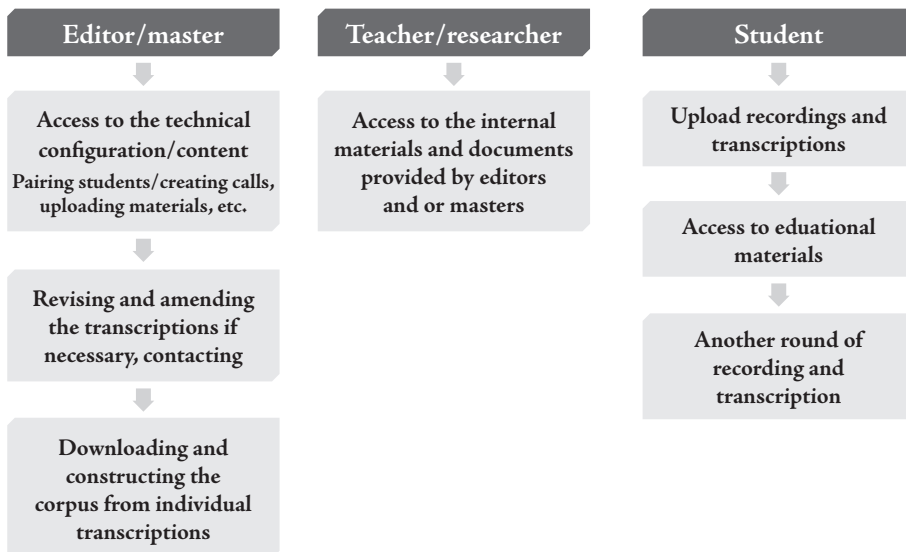 Editor/master
Access to the technical
configuration/content
Pairing students/creating calls,
uploading materials, etc.
Revising and amending
the transcriptions if
necessary, contacting
Downloading and
constructing the
corpus from individual
transcriptions
Teacher/researcher
Access to the internal
materials and documents
provided by editors
and or masters
Student
Upload recordings and
transcriptions
Access to eduational
materials
Another round of
recording and
transcription